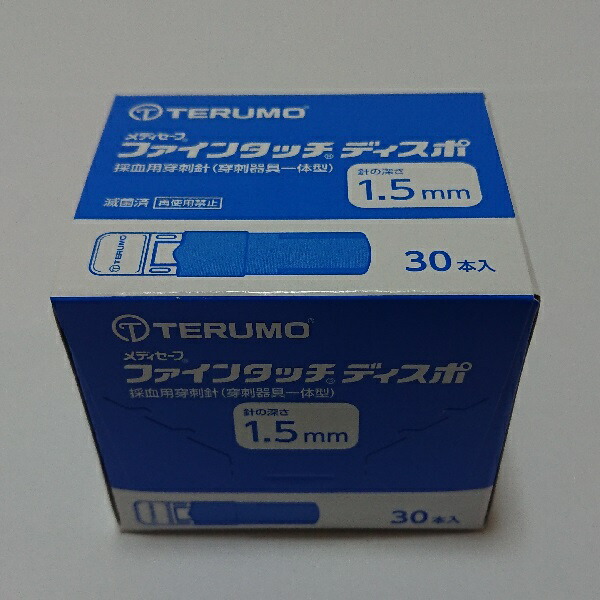 TERUMO®
メディセーフ®
ファインタッチ®ディスポ
採血用穿刺針(穿刺器具一体型)
針の深さ
1.5mm
滅菌済 再使用禁止
TERUMO
30本入
TERUMO®
メディセーフ®
ファインタッチ®ディスポ
採血用穿刺針(穿刺器具一体型)
針の深さ
1.5mm
30本入